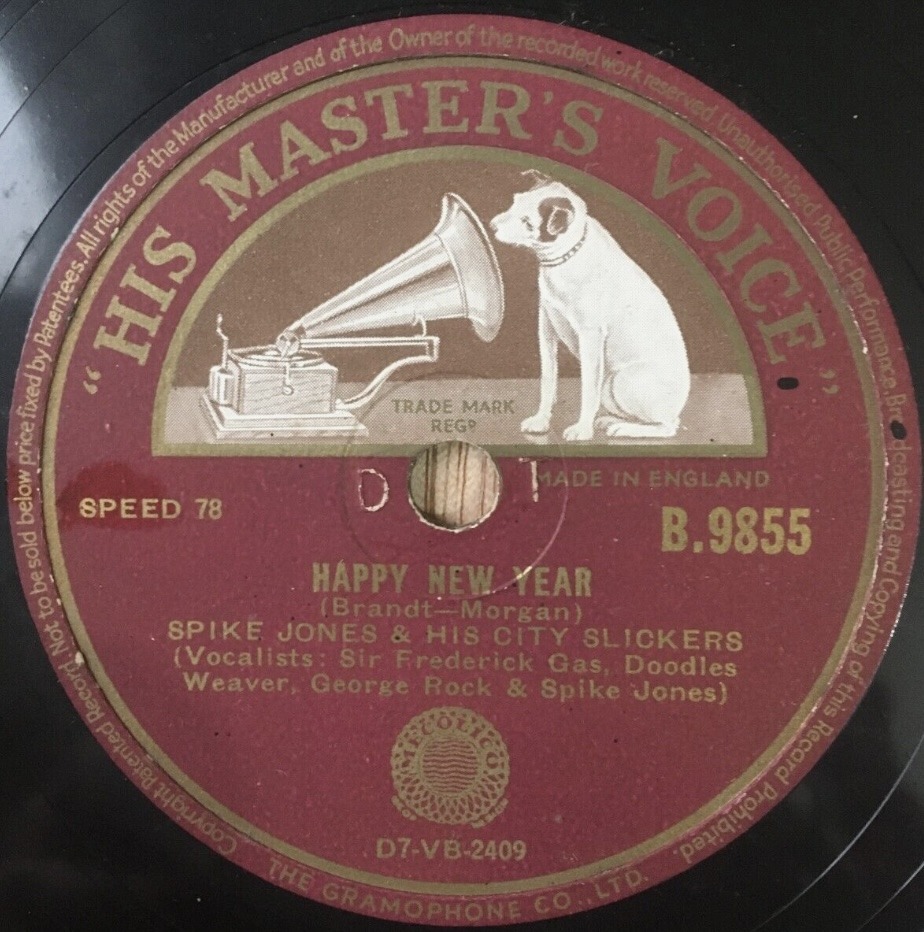 Copyright Patented Record. Not to be sold below price fixed by Patentees. All rights of the Manufacturer and of the Owner of the recorded work reserved. Unauthorised Public Performance, Broadcasting and Copying of this Record Prohibited.
"HIS MASTER'S VOICE"
TRADE MARK
REGD
D T
MADE IN ENGLAND
SPEED 78
B.9855
HAPPY NEW YEAR
(Brandt—Morgan)
SPIKE JONES & HIS CITY SLICKERS
(Vocalists: Sir Frederick Gas, Doodles
Weaver, George Rock & Spike Jones)
MECOLICO
D7-VB-2409
THE GRAMOPHONE CO., LTD.